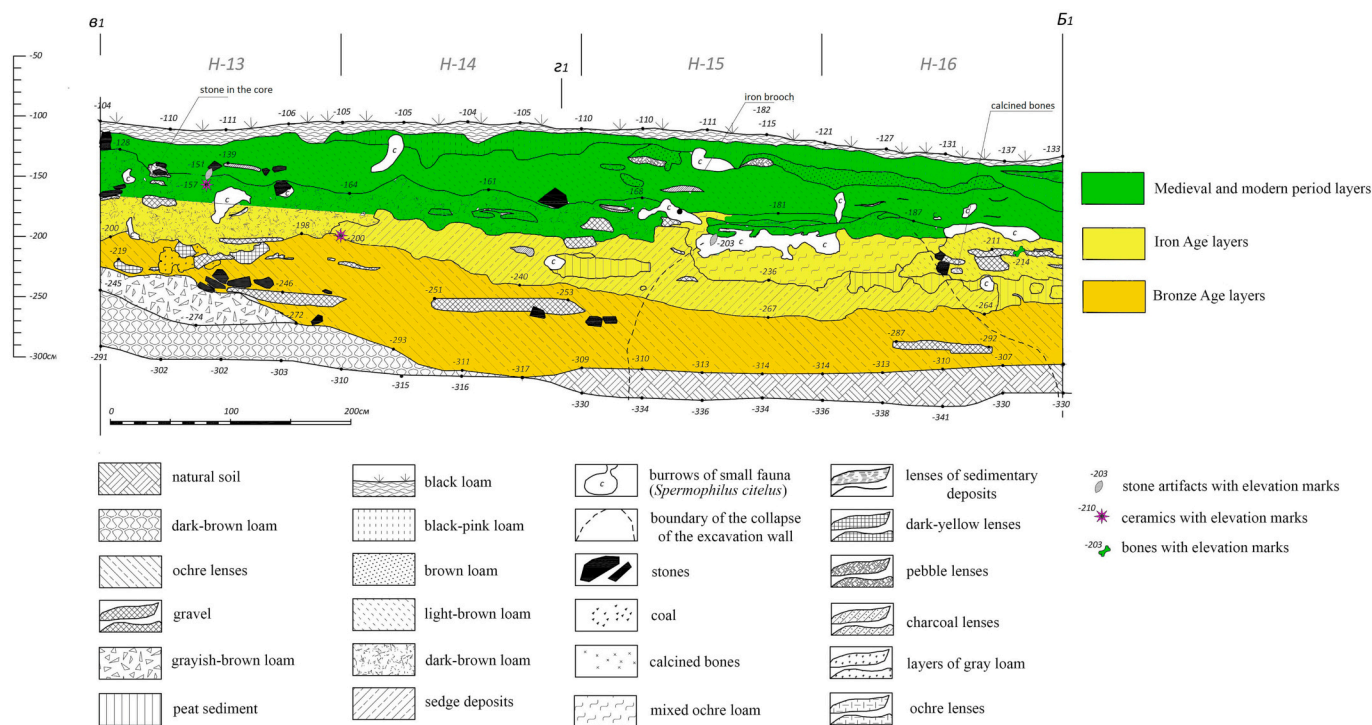 в1
Б1
-50
H-13
H-14
г1
H-15
H-16
stone in the core
iron brooch
-182
calcined bones
-100
-104
-110
-111
-106
-105
-105
-104
-105
-110
-110
-111
-115
-121
-127
-131
-137
-133
-128
-151
-139
-150
-157
-164
-161
-168
-181
-187
-200
-200
-198
-200
-203
-211
-214
-219
-240
-236
-250
-245
-246
-251
-253
-267
-264
-274
-272
-293
-287
-292
-300см
-291
-302
-302
-303
-310
-311
-315
-316
-317
-309
-310
-313
-314
-314
-313
-310
-307
-305
-330
-334
-336
-334
-336
-338
-341
-330
-330
c
c
c
c
c
c
c
c
c
c
c
0
100
200см
Medieval and modern period layers
Iron Age layers
Bronze Age layers
natural soil
dark-brown loam
ochre lenses
gravel
grayish-brown loam
peat sediment
black loam
black-pink loam
brown loam
light-brown loam
dark-brown loam
sedge deposits
c
burrows of small fauna
(Spermophilus citelus)
boundary of the collapse
of the excavation wall
stones
coal
calcined bones
mixed ochre loam
lenses of sedimentary
deposits
dark-yellow lenses
pebble lenses
charcoal lenses
layers of gray loam
ochre lenses
-203
stone artifacts with elevation marks
-210
ceramics with elevation marks
-203
bones with elevation marks